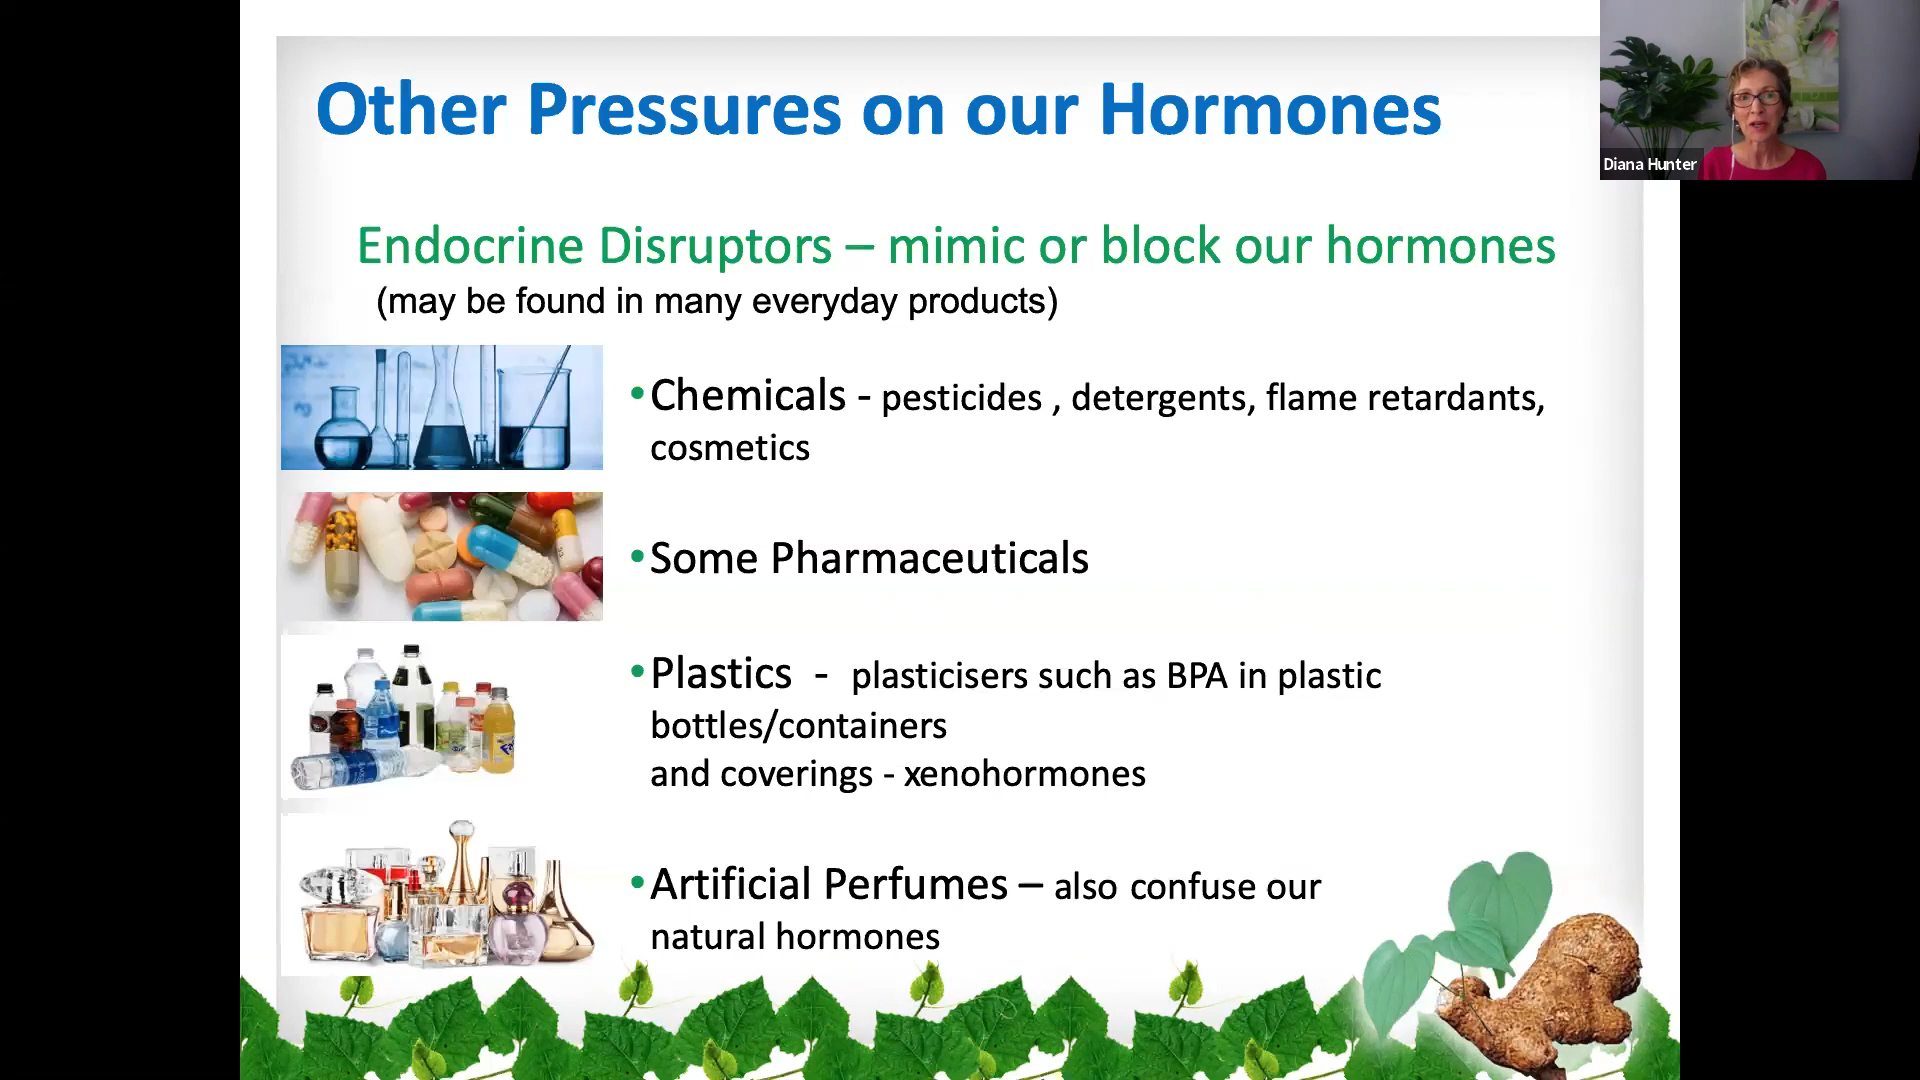 Other Pressures on our Hormones
Diana Hunter
Endocrine Disruptors – mimic or block our hormones
(may be found in many everyday products)
•Chemicals - pesticides , detergents, flame retardants,
cosmetics
•Some Pharmaceuticals
•Plastics - plasticisers such as BPA in plastic
bottles/containers
and coverings - xenohormones
•Artificial Perfumes – also confuse our
natural hormones